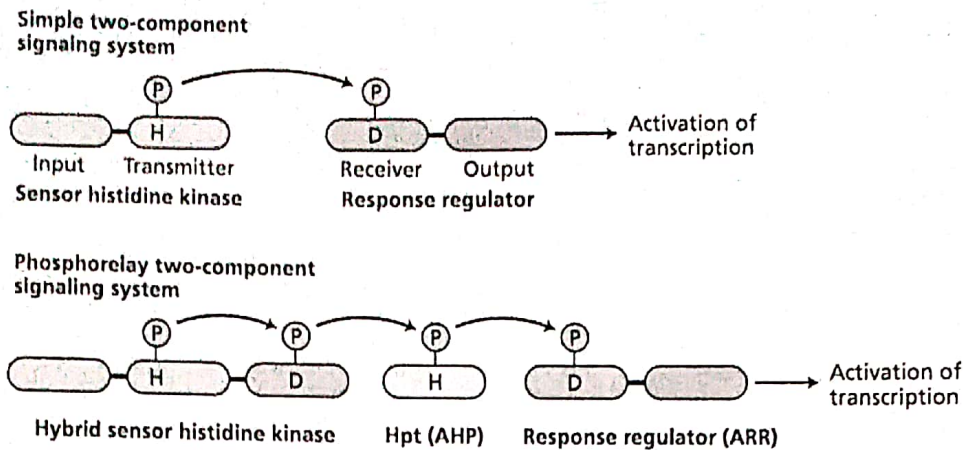 Simple two-component
signaing system
P
P
H
D
Activation of
transcription
Input
Transmitter
Receiver
Output
Sensor histidine kinase
Response regulator
Phosphorelay two-component
signaling system
P
P
P
P
H
D
H
D
Activation of
transcription
Hybrid sensor histidine kinase
Hpt (AHP)
Response regulator (ARR)